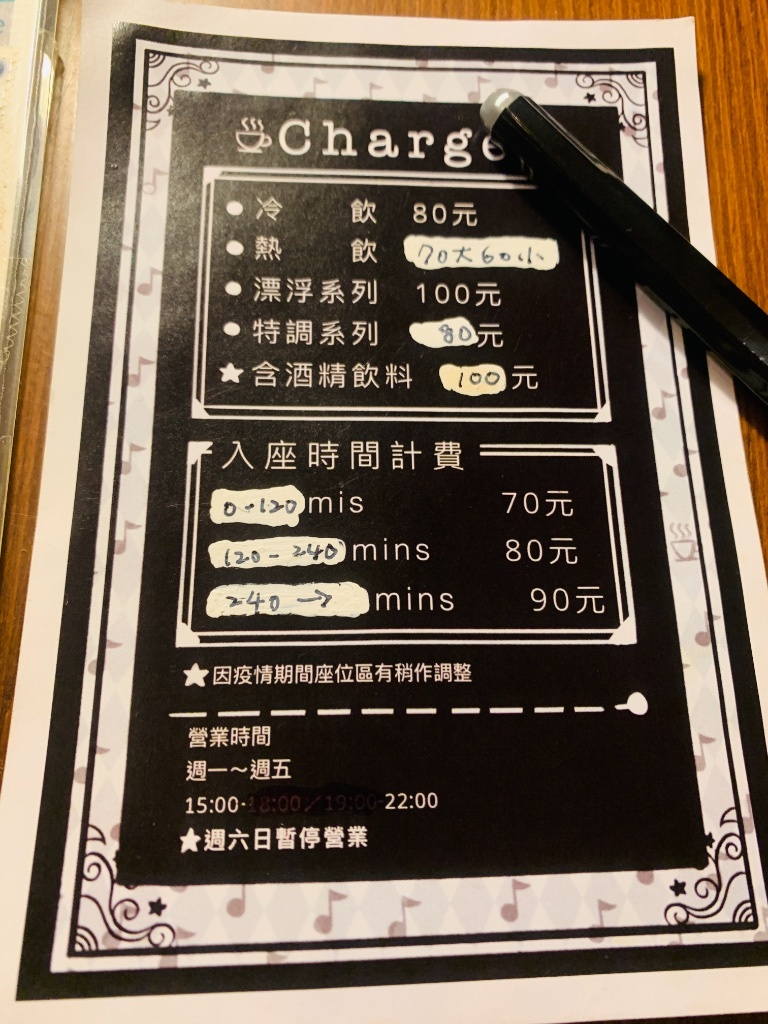 Charge
冷飲 80元
熱飲 70大60小
漂浮系列 100元
特調系列 80元
★含酒精飲料 100元
入座時間計費
0-120mis 70元
120-240mins 80元
240→mins 90元
★因疫情期間座位區有稍作調整
營業時間
週一～週五
15:00-18:00/19:00-22:00
★週六日暫停營業